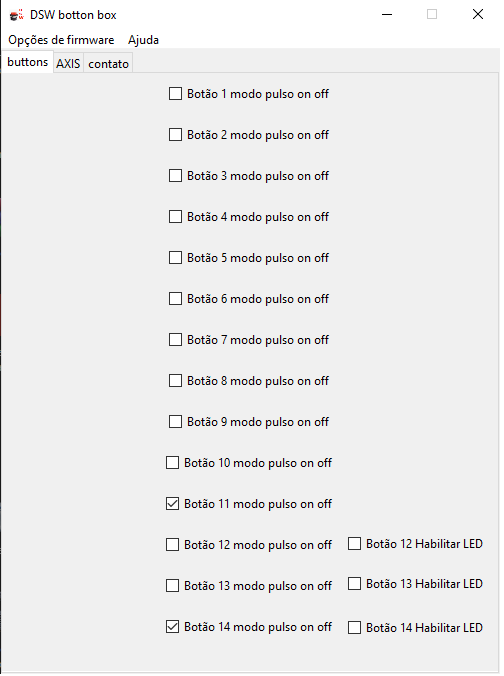 DSW botton box
Opções de firmware Ajuda
buttons AXIS contato
Botão 1 modo pulso on off
Botão 2 modo pulso on off
Botão 3 modo pulso on off
Botão 4 modo pulso on off
Botão 5 modo pulso on off
Botão 6 modo pulso on off
Botão 7 modo pulso on off
Botão 8 modo pulso on off
Botão 9 modo pulso on off
Botão 10 modo pulso on off
Botão 11 modo pulso on off
Botão 12 modo pulso on off Botão 12 Habilitar LED
Botão 13 modo pulso on off Botão 13 Habilitar LED
Botão 14 modo pulso on off Botão 14 Habilitar LED